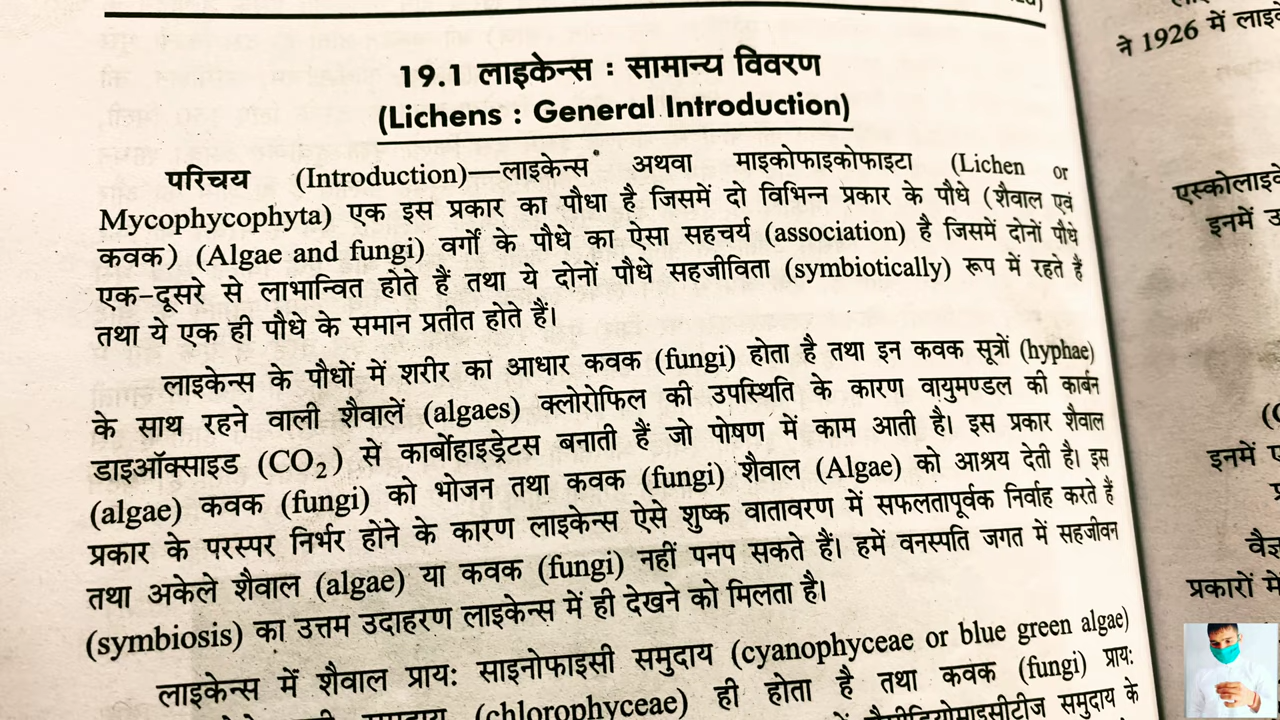 19.1 लाइकेन्स : सामान्य विवरण
(Lichens : General Introduction)
परिचय (Introduction)—लाइकेन्स अथवा माइकोफाइकोफाइटा (Lichen or
Mycophycophyta) एक इस प्रकार का पौधा है जिसमें दो विभिन्न प्रकार के पौधे (शैवाल एवं
कवक) (Algae and fungi) वर्गों के पौधे का ऐसा सहचर्य (association) है जिसमें दोनों पौधे
एक-दूसरे से लाभान्वित होते हैं तथा ये दोनों पौधे सहजीविता (symbiotically) रूप में रहते हैं
तथा ये एक ही पौधे के समान प्रतीत होते हैं।
लाइकेन्स के पौधों में शरीर का आधार कवक (fungi) होता है तथा इन कवक सूत्रों (hyphae)
के साथ रहने वाली शैवालें (algaes) क्लोरोफिल की उपस्थिति के कारण वायुमण्डल की कार्बन
डाइऑक्साइड (CO₂) से कार्बोहाइड्रेटस बनाती हैं जो पोषण में काम आती है। इस प्रकार शैवाल
(algae) कवक (fungi) को भोजन तथा कवक (fungi) शैवाल (Algae) को आश्रय देती है। इस
प्रकार के परस्पर निर्भर होने के कारण लाइकेन्स ऐसे शुष्क वातावरण में सफलतापूर्वक निर्वाह करते हैं
तथा अकेले शैवाल (algae) या कवक (fungi) नहीं पनप सकते हैं। हमें वनस्पति जगत में सहजीवन
(symbiosis) का उत्तम उदाहरण लाइकेन्स में ही देखने को मिलता है।
लाइकेन्स में शैवाल प्राय: साइनोफाइसी समुदाय (cyanophyceae or blue green algae)
समुदाय (chlorophyceae) ही होता है तथा कवक (fungi) प्राय:
समुदाय के
ने 1926 में
इनमें
प्रकारों में